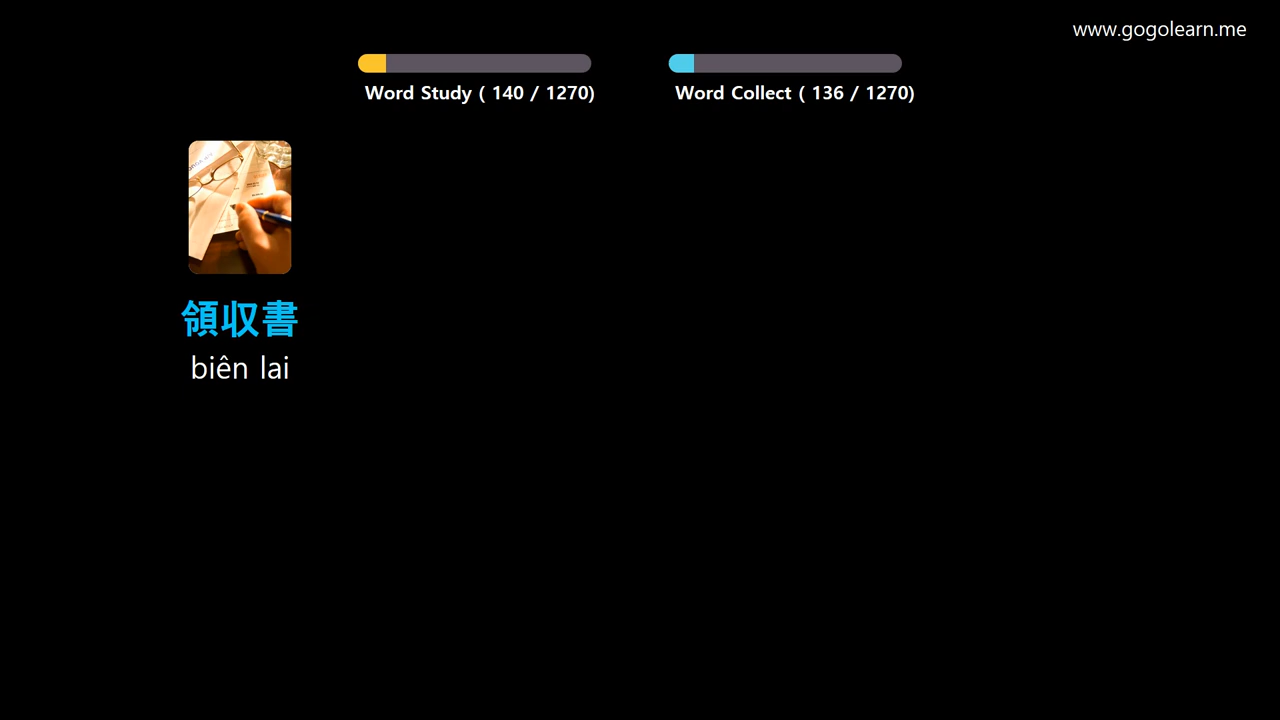 www.gogolearn.me
Word Study ( 140 / 1270)
Word Collect ( 136 / 1270)
領収書
biên lai